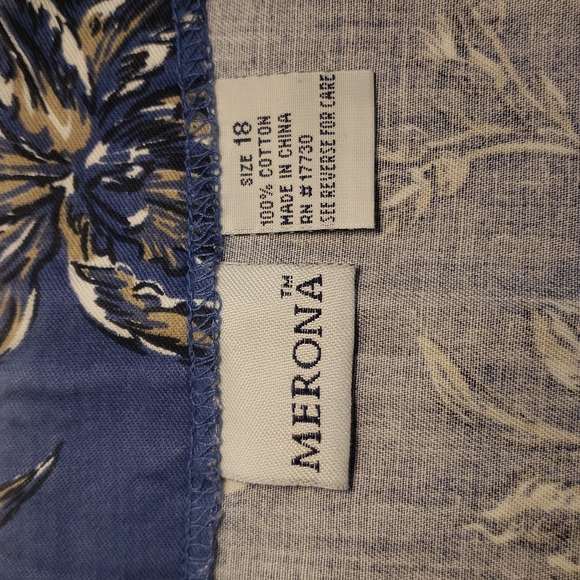 SIZE 18
100% COTTON
MADE IN CHINA
RN # 17730
SEE REVERSE FOR CARE
MERONA™